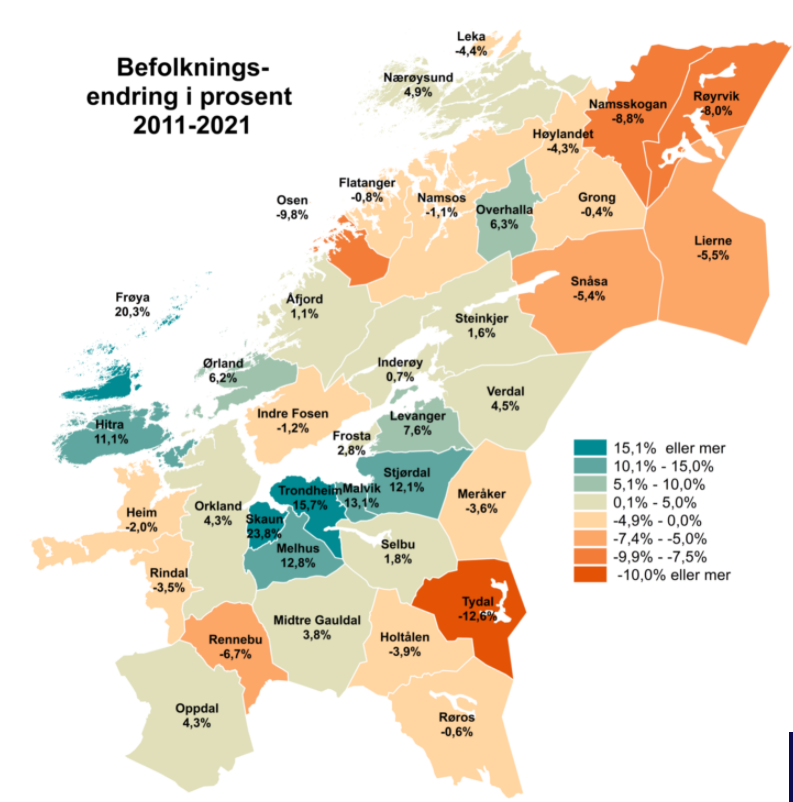 Befolknings-
endring i prosent
2011-2021
Leka
-4,4%
Nærøysund
4,9%
Namsskogan
-8,8%
Røyrvik
-8,0%
Høylandet
-4,3%
Osen
-9,8%
Flatanger
-0,8%
Namsos
-1,1%
Overhalla
6,3%
Grong
-0,4%
Lierne
-5,5%
Snåsa
-5,4%
Frøya
20,3%
Åfjord
1,1%
Steinkjer
1,6%
Ørland
6,2%
Inderøy
0,7%
Verdal
4,5%
Hitra
11,1%
Indre Fosen
-1,2%
Levanger
7,6%
Frosta
2,8%
Stjørdal
12,1%
Trondheim
15,7%
Malvik
13,1%
Meråker
-3,6%
Orkland
4,3%
Heim
-2,0%
Skaun
23,8%
Melhus
12,8%
Selbu
1,8%
Rindal
-3,5%
Tydal
-12,6%
Midtre Gauldal
3,8%
Holtålen
-3,9%
Rennebu
-6,7%
Oppdal
4,3%
Røros
-0,6%
15,1% eller mer
10,1% - 15,0%
5,1% - 10,0%
0,1% - 5,0%
-4,9% - 0,0%
-7,4% - -5,0%
-9,9% - -7,5%
-10,0% eller mer